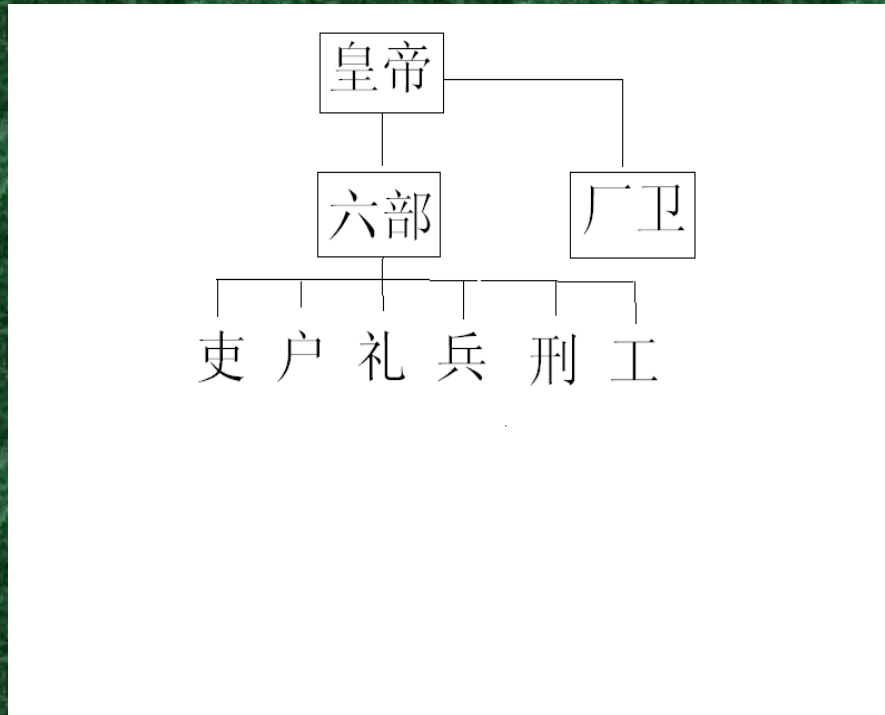 皇帝
六部
厂卫
吏 户 礼 兵 刑 工